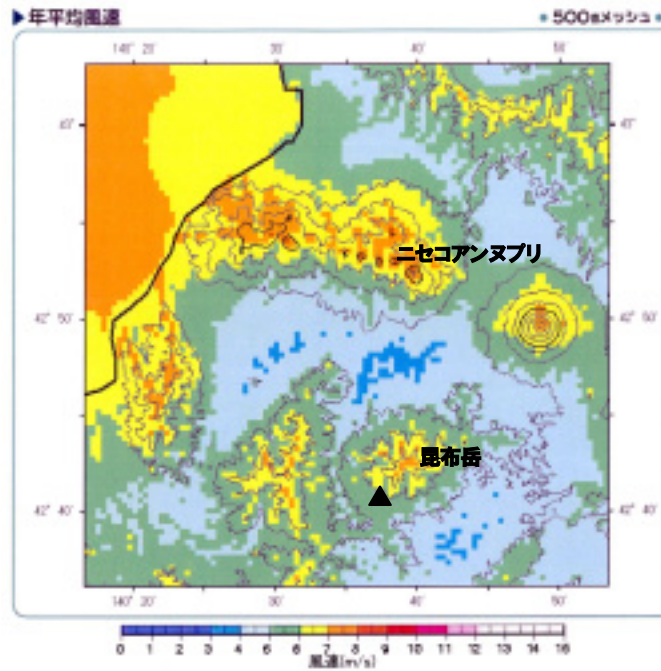 ▶年平均風速
• 500mメッシュ •
140° 20' 30' 40' 50'
43° 43°
ニセコアンヌプリ
42° 50' 42° 50'
昆布岳
42° 40' 42° 40'
140° 20' 30' 40' 50'
0 1 2 3 4 5 6 7 8 9 10 11 12 13 14 15
風速[m/s]